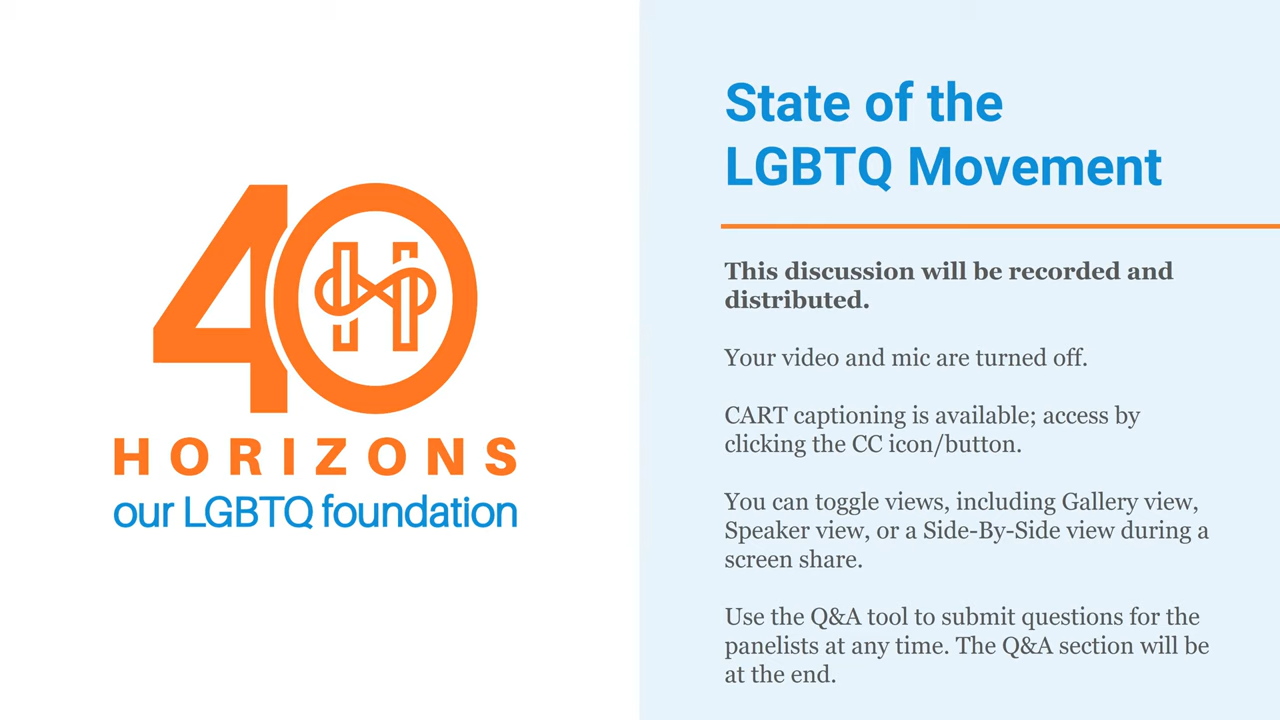 40
H
HORIZONS
our LGBTQ foundation
State of the
LGBTQ Movement
This discussion will be recorded and
distributed.
Your video and mic are turned off.
CART captioning is available; access by
clicking the CC icon/button.
You can toggle views, including Gallery view,
Speaker view, or a Side-By-Side view during a
screen share.
Use the Q&A tool to submit questions for the
panelists at any time. The Q&A section will be
at the end.